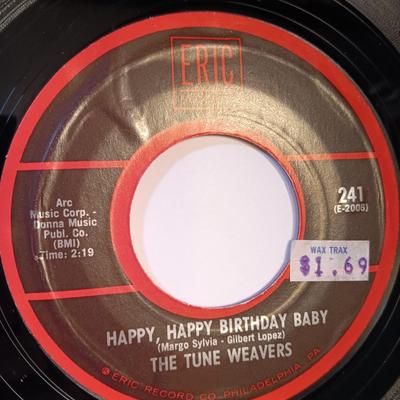 ERIC
Arc
Music Corp. -
Donna Music
Publ. Co.
(BMI)
Time: 2:19
241
(E-2006)
WAX TRAX
$1.69
HAPPY, HAPPY BIRTHDAY BABY
(Margo Sylvia - Gilbert Lopez)
THE TUNE WEAVERS
ERIC RECORD CO PHILADELPHIA, PA